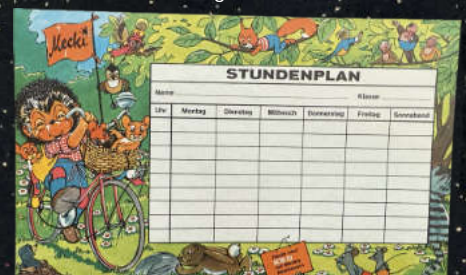 Mecki
STUNDENPLAN
Name Klasse
Uhr Montag Dienstag Mittwoch Donnerstag Freitag Sonnabend